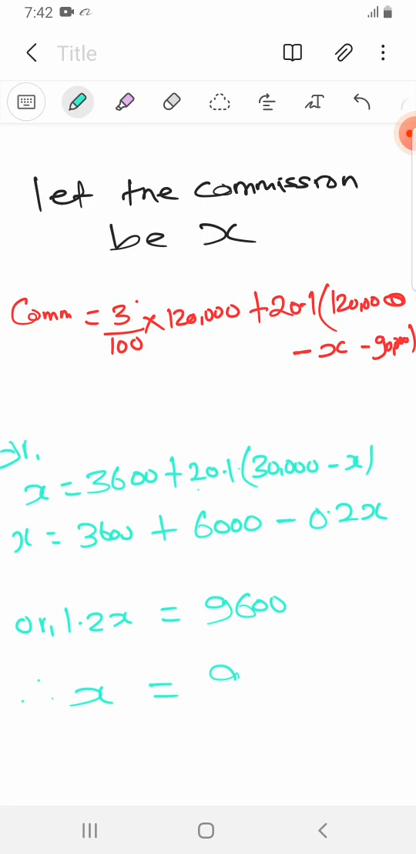 7:42
Title
T
let the commission
be x
Comm = 3/100 × 120,000 + 20% (120,000
- x - 90,000)
or,
x = 3600 + 20% (30,000 - x)
x = 3600 + 6000 - 0.2x
or, 1.2x = 9600
∴ x = 9